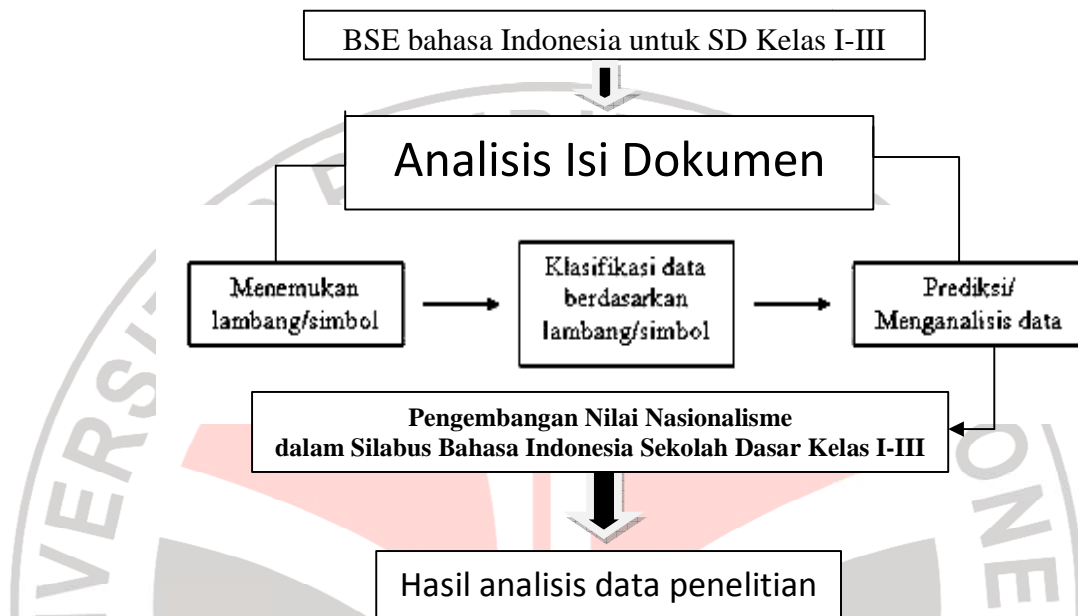 BSE bahasa Indonesia untuk SD Kelas I-III
Analisis Isi Dokumen
Menemukan
lambang/simbol
Klasifikasi data
berdasarkan
lambang/simbol
Prediksi/
Menganalisis data
Pengembangan Nilai Nasionalisme
dalam Silabus Bahasa Indonesia Sekolah Dasar Kelas I-III
Hasil analisis data penelitian